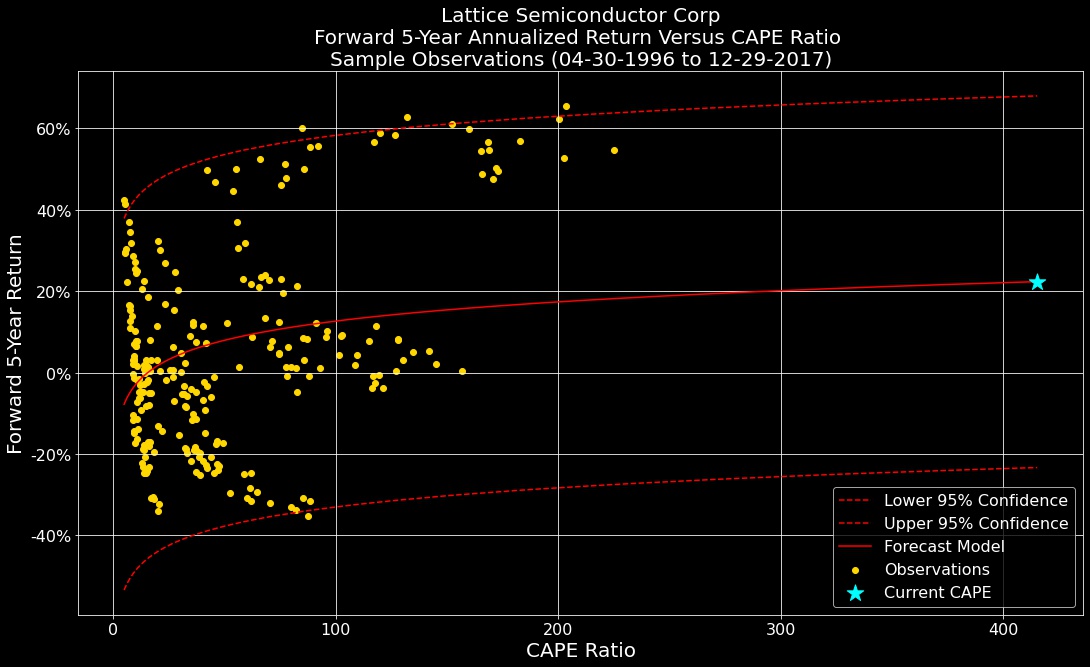 Lattice Semiconductor Corp
Forward 5-Year Annualized Return Versus CAPE Ratio
Sample Observations (04-30-1996 to 12-29-2017)
Forward 5-Year Return
60%
40%
20%
0%
-20%
-40%
Lower 95% Confidence
Upper 95% Confidence
Forecast Model
Observations
Current CAPE
0
100
200
300
400
CAPE Ratio